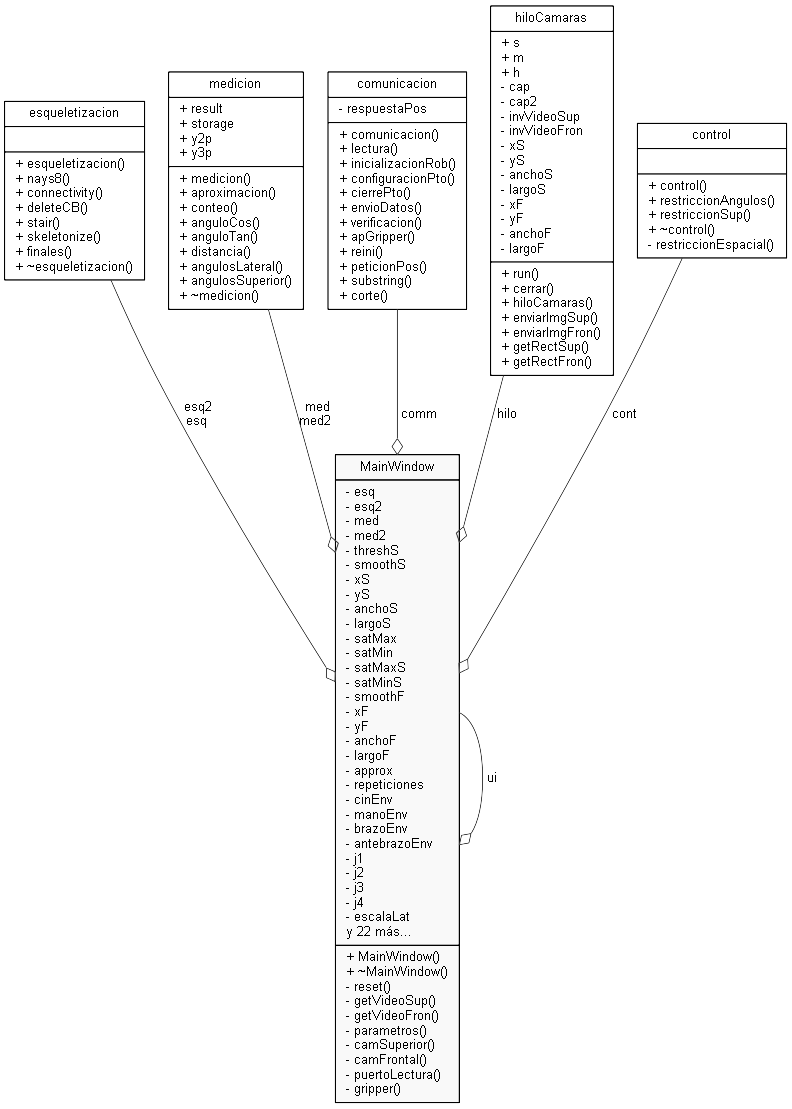 esqueletizacion
+ esqueletizacion()
+ nays8()
+ connectivity()
+ deleteCB()
+ stair()
+ skeletonize()
+ finales()
+ ~esqueletizacion()
medicion
+ result
+ storage
+ y2p
+ y3p
+ medicion()
+ aproximacion()
+ conteo()
+ anguloCos()
+ anguloTan()
+ distancia()
+ angulosLateral()
+ angulosSuperior()
+ ~medicion()
comunicacion
- respuestaPos
+ comunicacion()
+ lectura()
+ inicializacionRob()
+ configuracionPto()
+ cierrePto()
+ envioDatos()
+ verificacion()
+ apGripper()
+ reini()
+ peticionPos()
+ substring()
+ corte()
hiloCamaras
+ s
+ m
+ h
- cap
- cap2
- invVideoSup
- invVideoFron
- xS
- yS
- anchoS
- largoS
- xF
- yF
- anchoF
- largoF
+ run()
+ cerrar()
+ hiloCamaras()
+ enviarImgSup()
+ enviarImgFron()
+ getRectSup()
+ getRectFron()
control
+ control()
+ restriccionAngulos()
+ restriccionSup()
+ ~control()
- restriccionEspacial()
esq2
esq
med
med2
comm
hilo
cont
MainWindow
- esq
- esq2
- med
- med2
- threshS
- smoothS
- xS
- yS
- anchoS
- largoS
- satMax
- satMin
- satMaxS
- satMinS
- smoothF
- xF
- yF
- anchoF
- largoF
- approx
- repeticiones
- cinEnv
- manoEnv
- brazoEnv
- antebrazoEnv
- j1
- j2
- j3
- j4
- escalaLat
y 22 más...
+ MainWindow()
+ ~MainWindow()
- reset()
- getVideoSup()
- getVideoFron()
- parametros()
- camSuperior()
- camFrontal()
- puertoLectura()
- gripper()
ui